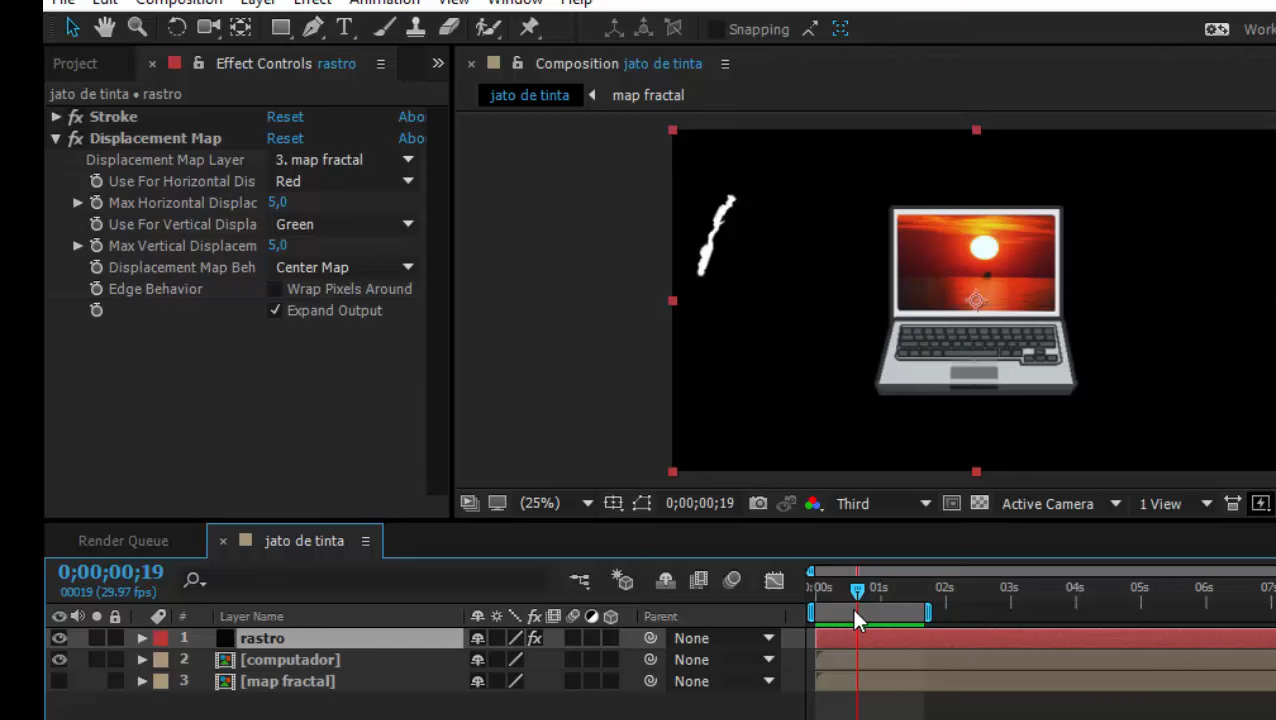 File Edit Composition Layer Effect Animation View Window Help
Snapping
Work
Project
Effect Controls rastro
Composition jato de tinta
jato de tinta • rastro
jato de tinta
map fractal
Stroke Reset Abo
Displacement Map Reset Abo
Displacement Map Layer 3. map fractal
Use For Horizontal Dis Red
Max Horizontal Displac 5,0
Use For Vertical Displa Green
Max Vertical Displacem 5,0
Displacement Map Beh Center Map
Edge Behavior Wrap Pixels Around
Expand Output
(25%) 0;00;00;19 Third Active Camera 1 View
Render Queue
jato de tinta
0;00;00;19
00019 (29.97 fps)
):00s 01s 02s 03s 04s 05s 06s 07s
# Layer Name fx Parent
1 rastro fx None
2 [computador] None
3 [map fractal] None